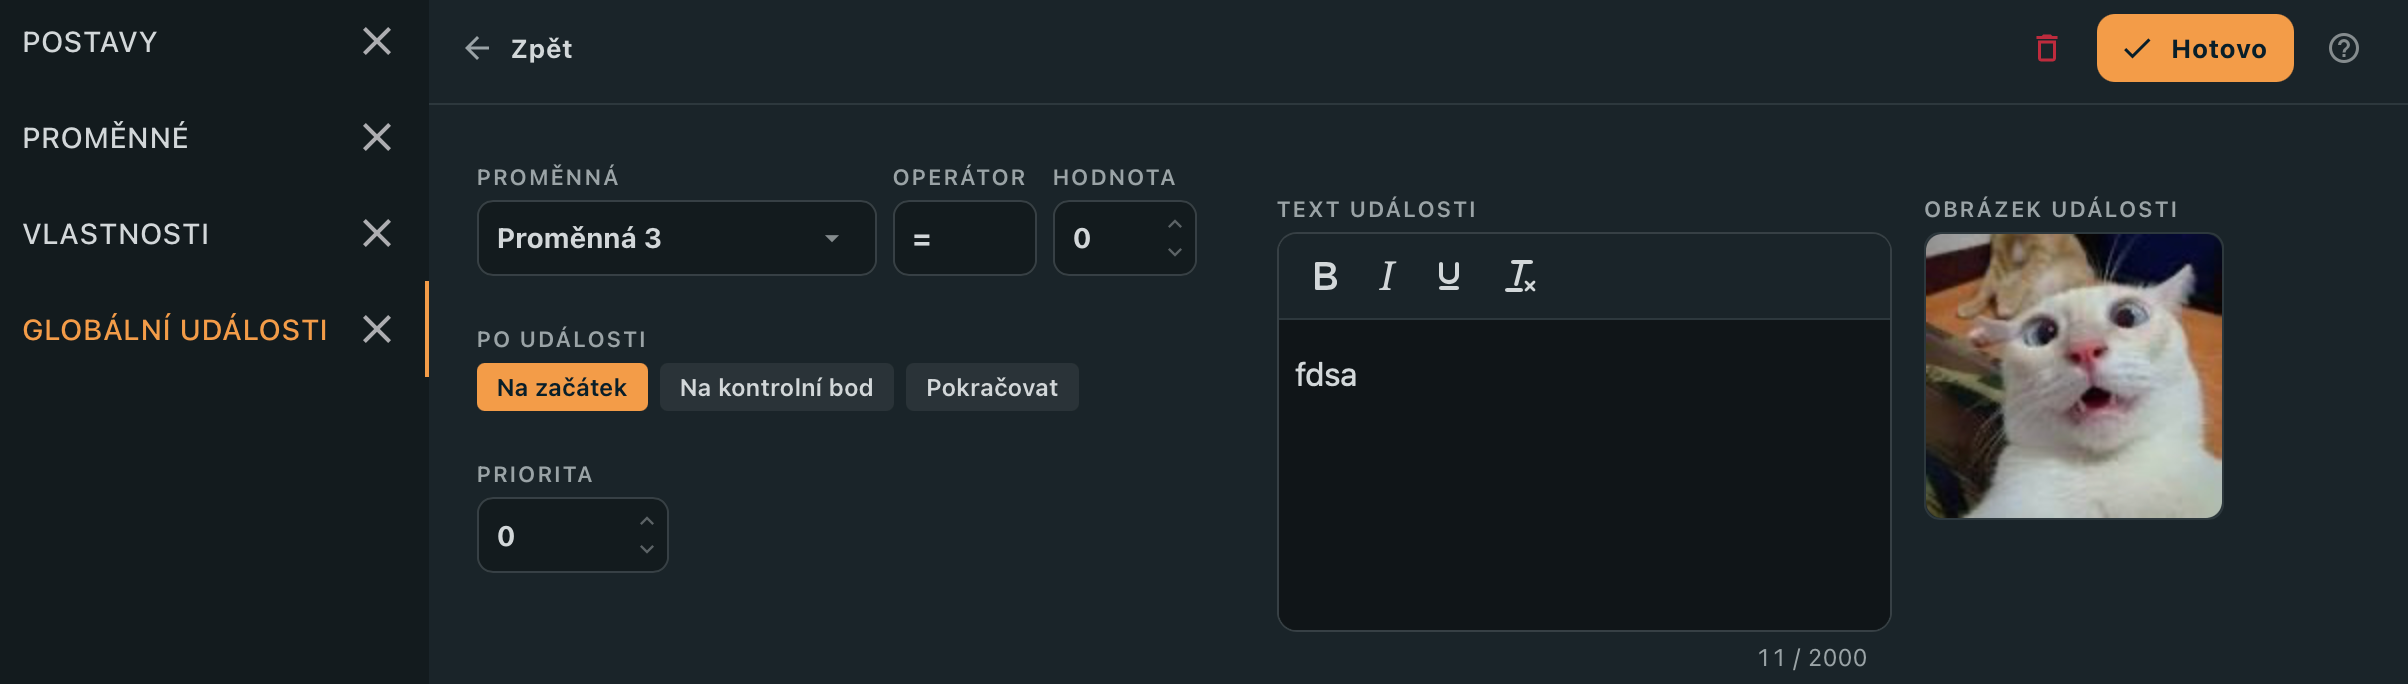 POSTAVY
PROMĚNNÉ
VLASTNOSTI
GLOBÁLNÍ UDÁLOSTI
Zpět
Hotovo
PROMĚNNÁ
Proměnná 3
OPERÁTOR
=
HODNOTA
0
PO UDÁLOSTI
Na začátek
Na kontrolní bod
Pokračovat
PRIORITA
0
TEXT UDÁLOSTI
B I U T
fdsa
11 / 2000
OBRÁZEK UDÁLOSTI